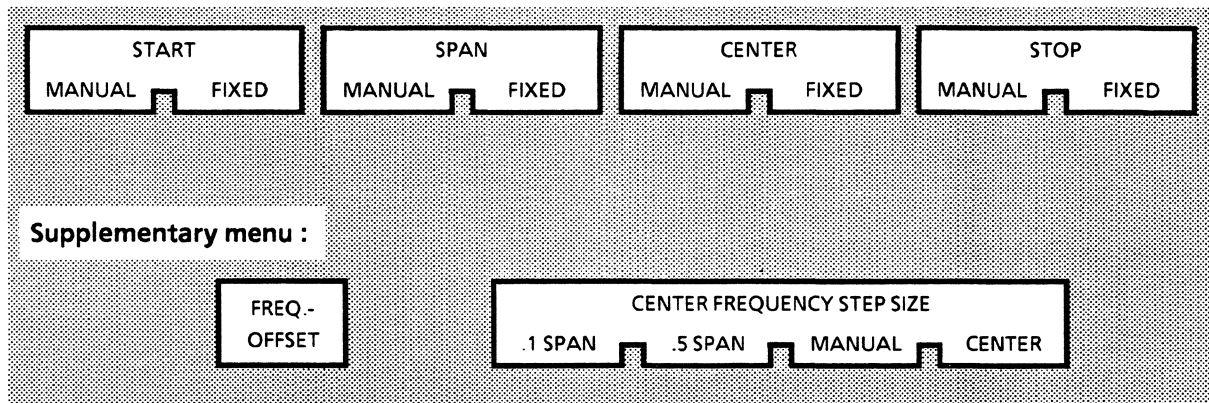 START SPAN CENTER STOP
MANUAL FIXED MANUAL FIXED MANUAL FIXED MANUAL FIXED
Supplementary menu :
FREQ.-
OFFSET
CENTER FREQUENCY STEP SIZE
.1 SPAN .5 SPAN MANUAL CENTER